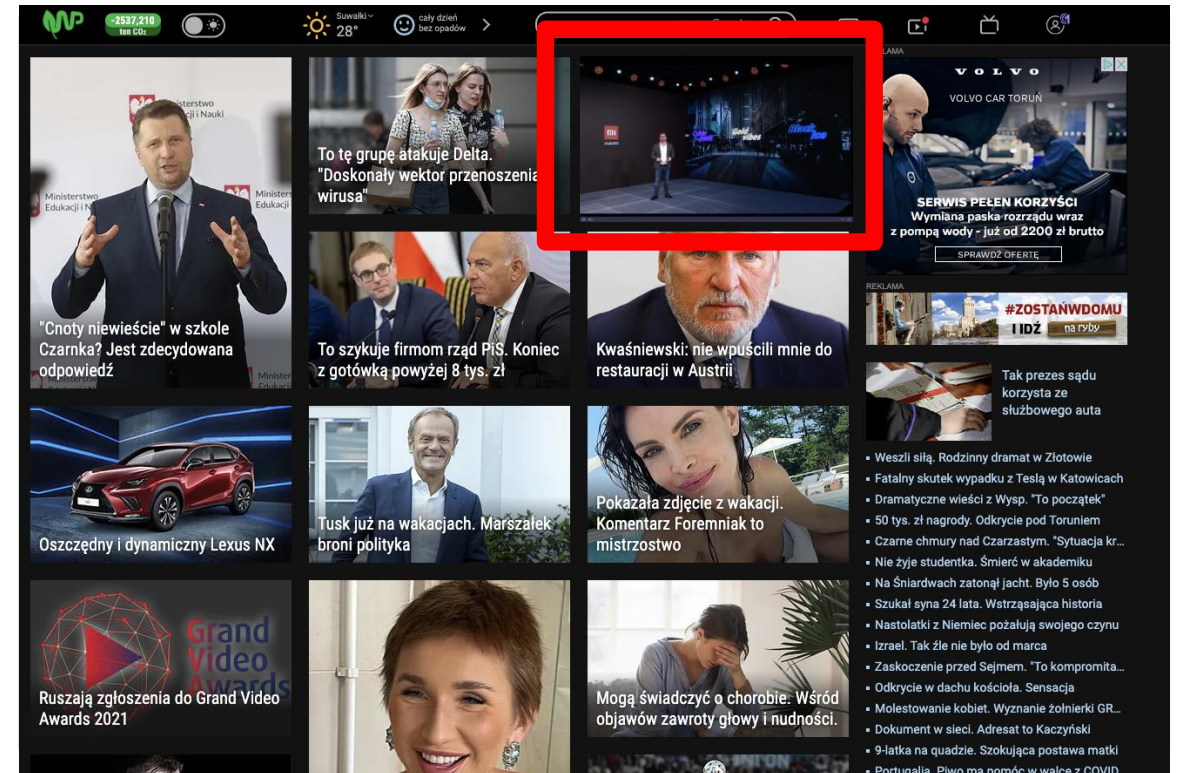 -2537,210
ton CO₂
Suwałki
28°
cały dzień
bez opadów
Ministerstwo
Edukacji i Nauki
To tę grupę atakuje Delta.
"Doskonały wektor przenoszenia
wirusa"
"Cnoty niewieście" w szkole
Czarnka? Jest zdecydowana
odpowiedź
To szykuje firmom rząd PiS. Koniec
z gotówką powyżej 8 tys. zł
XIAOMI
Gold
vibes
Kwaśniewski: nie wpuścili mnie do
restauracji w Austrii
Oszczędny i dynamiczny Lexus NX
Tusk już na wakacjach. Marszałek
broni polityka
Pokazała zdjęcie z wakacji.
Komentarz Foremniak to
mistrzostwo
Grand
Video
Awards
Ruszają zgłoszenia do Grand Video
Awards 2021
Mogą świadczyć o chorobie. Wśród
objawów zawroty głowy i nudności.
VOLVO
VOLVO CAR TORUŃ
SERWIS PEŁEN KORZYŚCI
Wymiana paska rozrządu wraz
z pompą wody - już od 2200 zł brutto
SPRAWDŹ OFERTĘ
REKLAMA
#ZOSTAŃWDOMU
I IDŹ na ryby
Tak prezes sądu
korzysta ze
służbowego auta
Weszli siłą. Rodzinny dramat w Złotowie
Fatalny skutek wypadku z Teslą w Katowicach
Dramatyczne wieści z Wysp. "To początek"
50 tys. zł nagrody. Odkrycie pod Toruniem
Czarne chmury nad Czarzastym. "Sytuacja kr...
Nie żyje studentka. Śmierć w akademiku
Na Śniardwach zatonął jacht. Było 5 osób
Szukał syna 24 lata. Wstrząsająca historia
Nastolatki z Niemiec pożałują swojego czynu
Izrael. Tak źle nie było od marca
Zaskoczenie przed Sejmem. "To kompromita...
Odkrycie w dachu kościoła. Sensacja
Molestowanie kobiet. Wyznanie żołnierki GR...
Dokument w sieci. Adresat to Kaczyński
9-latka na quadzie. Szokująca postawa matki
Portugalia. Piwo ma pomóc w walce z COVID